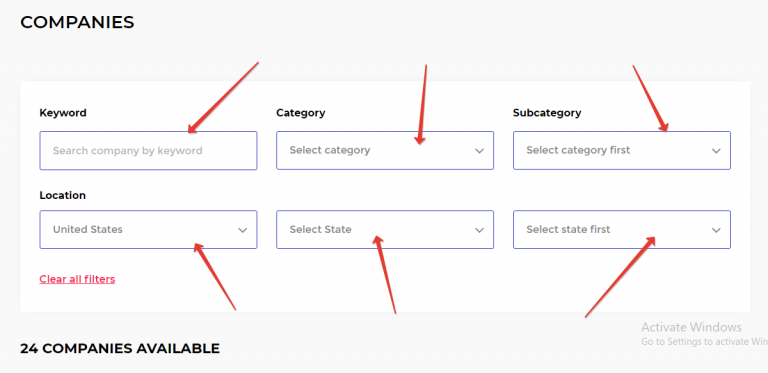 COMPANIES
Keyword
Category
Subcategory
Search company by keyword
Select category
Select category first
Location
United States
Select State
Select state first
Clear all filters
Activate Windows
Go to Settings to activate Win
24 COMPANIES AVAILABLE